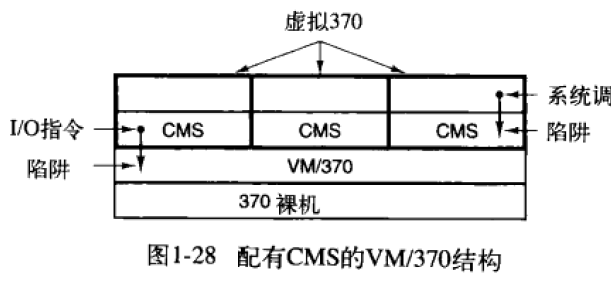 虚拟370
I/O指令
系统调
CMS
CMS
CMS
陷阱
陷阱
VM/370
370 裸机
图1-28 配有CMS的VM/370结构